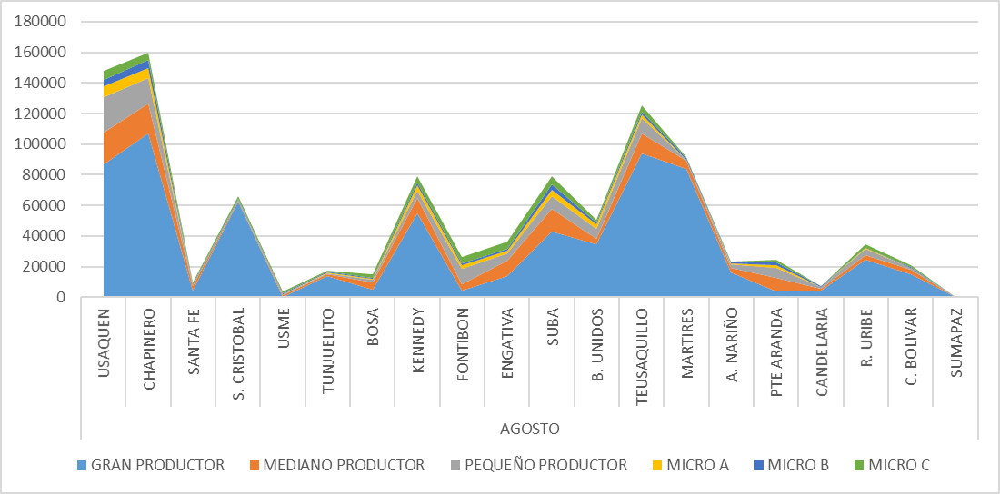 180000
160000
140000
120000
100000
80000
60000
40000
20000
0
USAQUEN
CHAPINERO
SANTA FE
S. CRISTOBAL
USME
TUNJUELITO
BOSA
KENNEDY
FONTIBON
ENGATIVA
SUBA
B. UNIDOS
TEUSAQUILLO
MARTIRES
A. NARIÑO
PTE ARANDA
CANDELARIA
R. URIBE
C. BOLIVAR
SUMAPAZ
AGOSTO
GRAN PRODUCTOR MEDIANO PRODUCTOR PEQUEÑO PRODUCTOR MICRO A MICRO B MICRO C